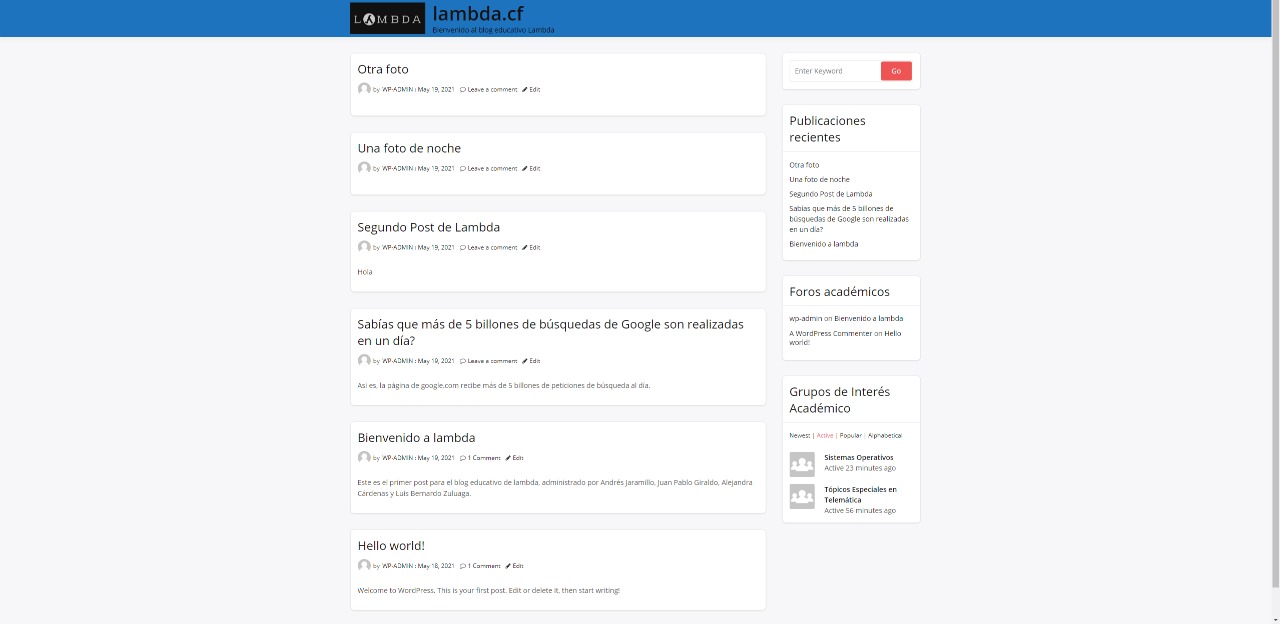 LAMBDA
lambda.cf
Bienvenido al blog educativo Lambda
Otra foto
by WP-ADMIN : May 19, 2021 Leave a comment Edit
Una foto de noche
by WP-ADMIN : May 19, 2021 Leave a comment Edit
Segundo Post de Lambda
by WP-ADMIN : May 19, 2021 Leave a comment Edit
Hola
Sabías que más de 5 billones de búsquedas de Google son realizadas
en un día?
by WP-ADMIN : May 19, 2021 Leave a comment Edit
Asi es, la página de google.com recibe más de 5 billones de peticiones de búsqueda al día.
Bienvenido a lambda
by WP-ADMIN : May 19, 2021 1 Comment Edit
Este es el primer post para el blog educativo de lambda, administrado por Andrés Jaramillo, Juan Pablo Giraldo, Alejandra
Cárcienas y Luis Bernardo Zuluaga.
Hello world!
by WP-ADMIN : May 18, 2021 1 Comment Edit
Welcome to WordPress. This is your first post. Edit or delete it, then start writing!
Enter Keyword Go
Publicaciones
recientes
Otra foto
Una foto de noche
Segundo Post de Lambda
Sabías que más de 5 billones de
búsquedas de Google son realizadas
en un día?
Bienvenido a lambda
Foros académicos
wp-admin on Bienvenido a lambda
A WordPress Commenter on Hello
world!
Grupos de Interés
Académico
Newest | Active | Popular | Alphabetical
Sistemas Operativos
Active 23 minutes ago
Tópicos Especiales en
Telemática
Active 56 minutes ago